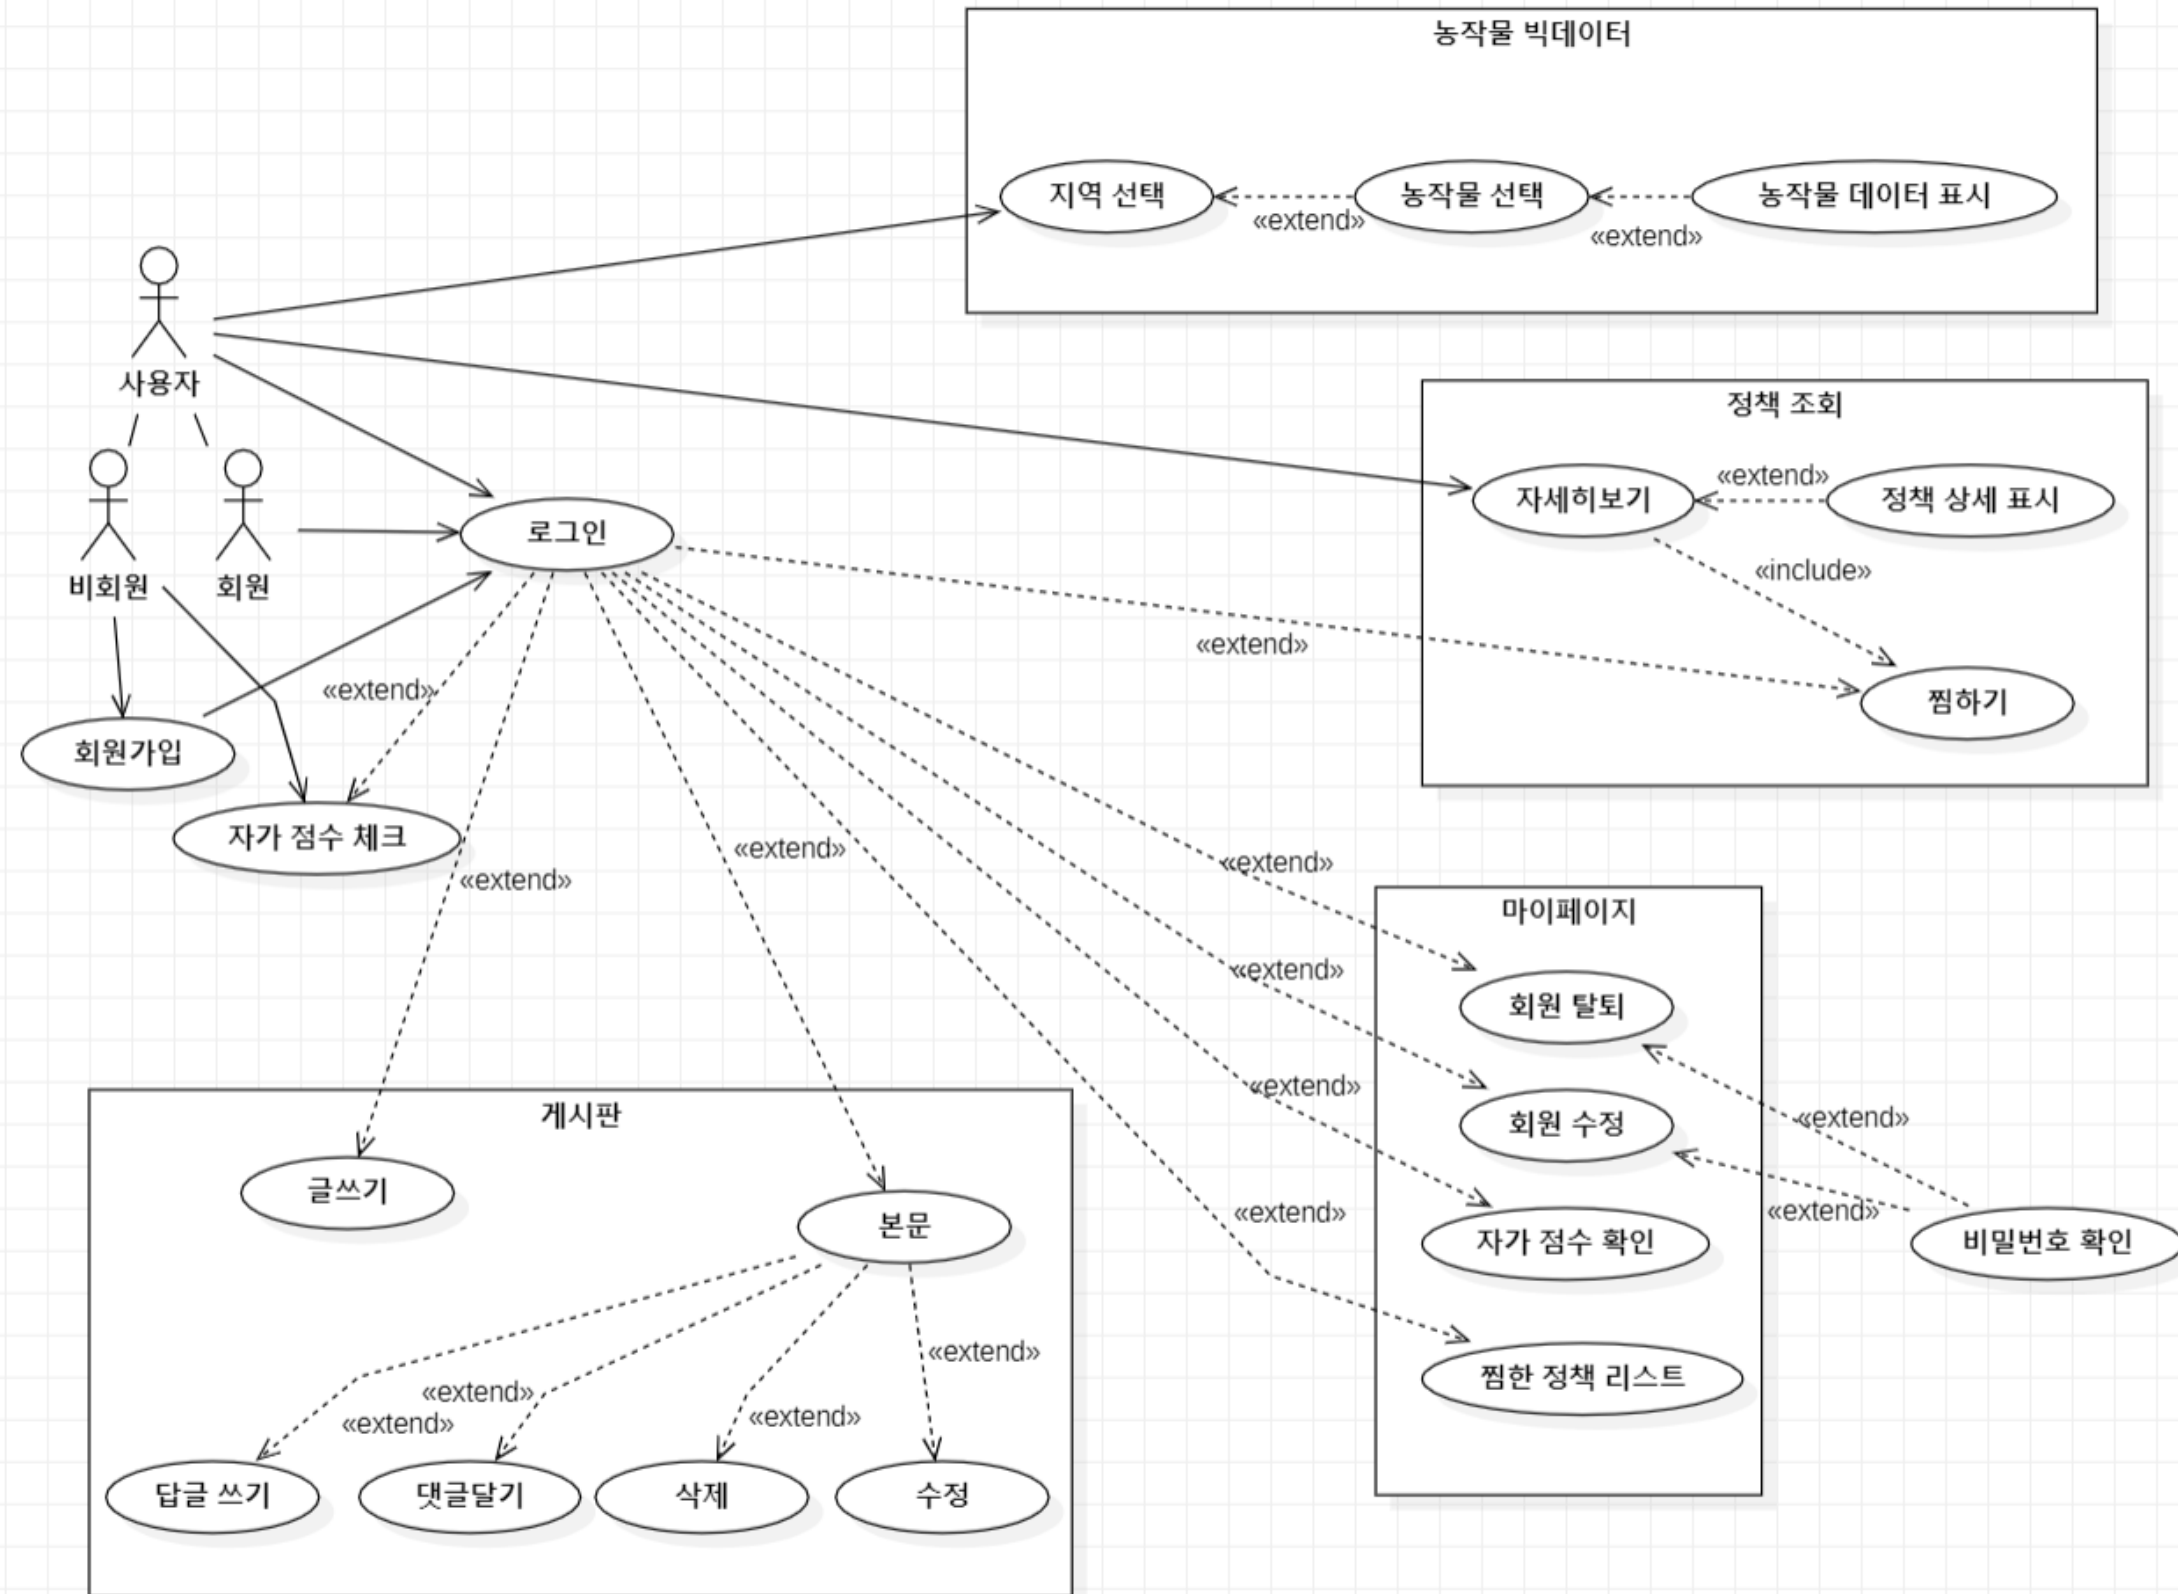 농작물 빅데이터
지역 선택
«extend»
농작물 선택
«extend»
농작물 데이터 표시
사용자
비회원
회원
로그인
회원가입
자가 점수 체크
«extend»
«extend»
«extend»
«extend»
정책 조회
자세히보기
«extend»
정책 상세 표시
«include»
찜하기
«extend»
«extend»
«extend»
«extend»
마이페이지
회원 탈퇴
회원 수정
자가 점수 확인
찜한 정책 리스트
«extend»
«extend»
비밀번호 확인
게시판
글쓰기
본문
«extend»
«extend»
«extend»
«extend»
답글 쓰기
댓글달기
삭제
수정